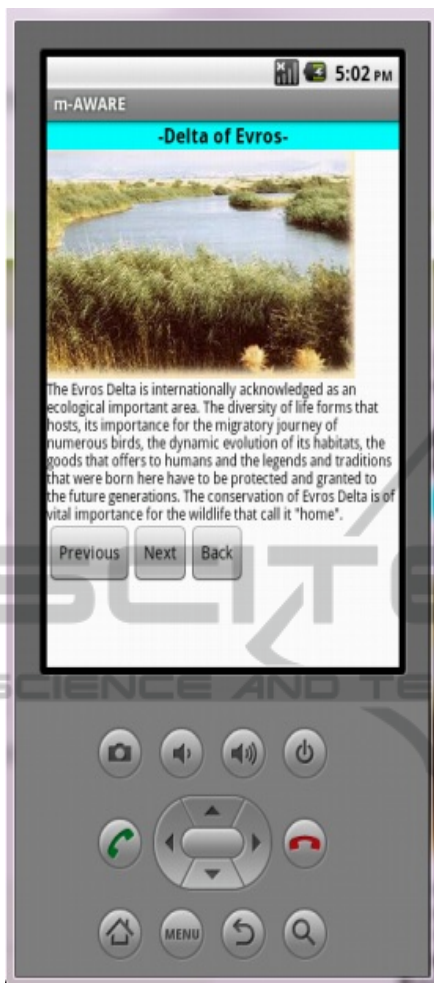 5:02 PM
m-AWARE
-Delta of Evros-
The Evros Delta is internationally acknowledged as an
ecological important area. The diversity of life forms that
hosts, its importance for the migratory journey of
numerous birds, the dynamic evolution of its habitats, the
goods that offers to humans and the legends and traditions
that were born here have to be protected and granted to
the future generations. The conservation of Evros Delta is of
vital importance for the wildlife that call it "home".
Previous Next Back
SCITE
SCIENCE AND TE
MENU